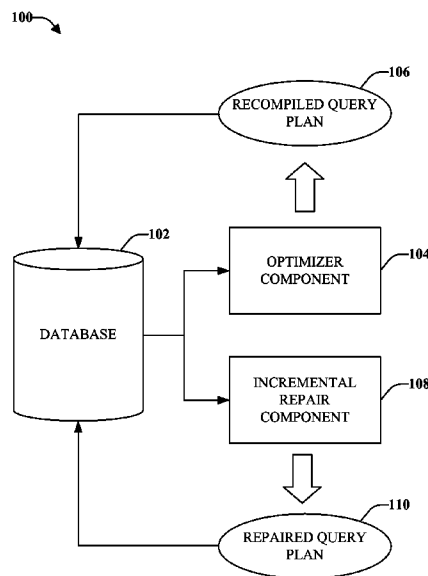 100
106
RECOMPILED QUERY
PLAN
102
OPTIMIZER
COMPONENT
104
DATABASE
INCREMENTAL
REPAIR
COMPONENT
108
110
REPAIRED QUERY
PLAN